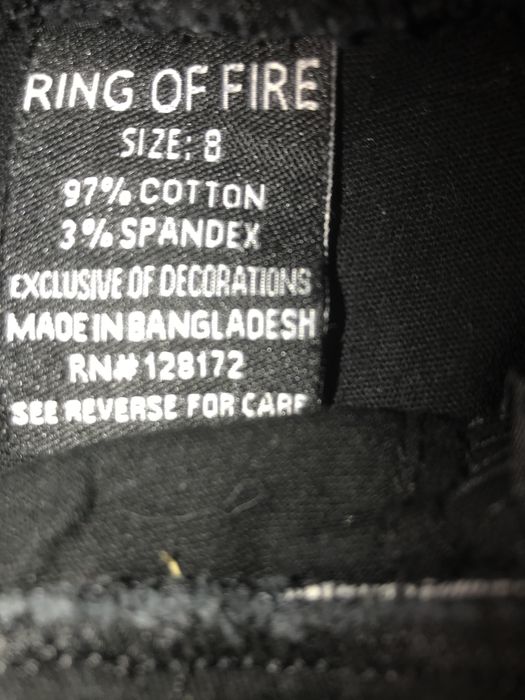 RING OF FIRE
SIZE: 8
97% COTTON
3% SPANDEX
EXCLUSIVE OF DECORATIONS
MADE IN BANGLADESH
RN# 128172
SEE REVERSE FOR CARE